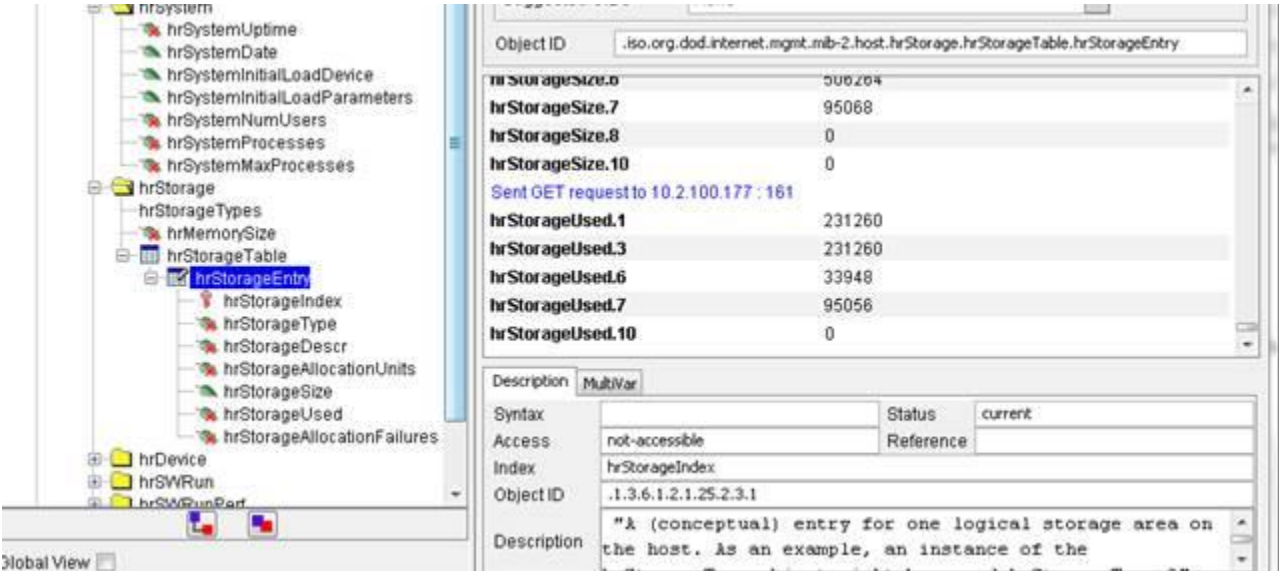 hrSystem
hrSystemUptime
hrSystemDate
hrSystemInitialLoadDevice
hrSystemInitialLoadParameters
hrSystemNumUsers
hrSystemProcesses
hrSystemMaxProcesses
hrStorage
hrStorageTypes
hrMemorySize
hrStorageTable
hrStorageEntry
hrStorageIndex
hrStorageType
hrStorageDescr
hrStorageAllocationUnits
hrStorageSize
hrStorageUsed
hrStorageAllocationFailures
hrDevice
hrSWRun
hrSWRunPerf
Global View
Object ID .iso.org.dod.internet.mgmt.mib-2.host.hrStorage.hrStorageTable.hrStorageEntry
hrStorageSize.6 506264
hrStorageSize.7 95068
hrStorageSize.8 0
hrStorageSize.10 0
Sent GET request to 10.2.100.177 : 161
hrStorageUsed.1 231260
hrStorageUsed.3 231260
hrStorageUsed.6 33948
hrStorageUsed.7 95056
hrStorageUsed.10 0
Description MultiVar
Syntax Status current
Access not-accessible Reference
Index hrStorageIndex
Object ID .1.3.6.1.2.1.25.2.3.1
Description "A (conceptual) entry for one logical storage area on
the host. As an example, an instance of the